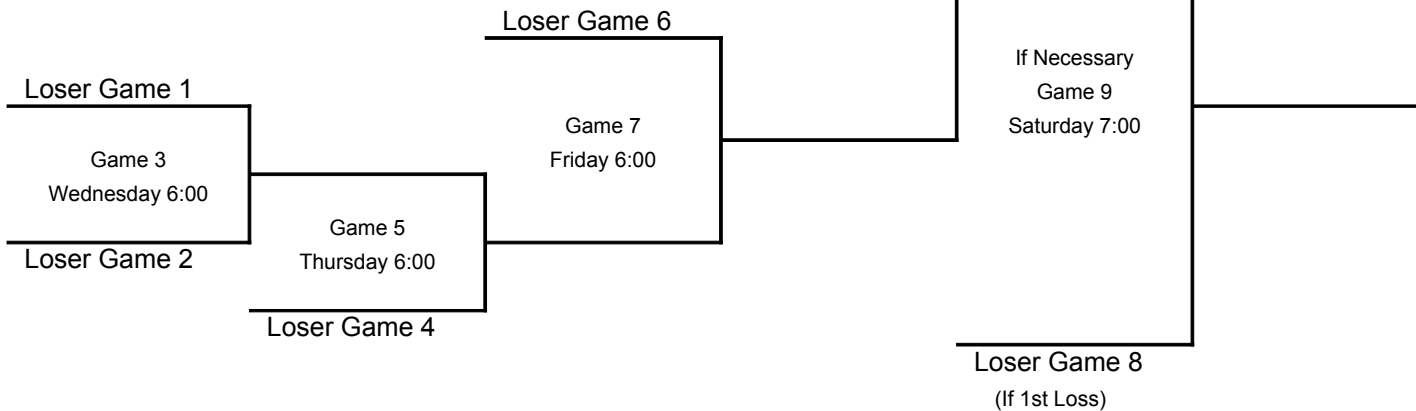 Loser Game 6
If Necessary
Game 9
Saturday 7:00
Loser Game 1
Game 7
Friday 6:00
Game 3
Wednesday 6:00
Game 5
Thursday 6:00
Loser Game 2
Loser Game 4
Loser Game 8
(If 1st Loss)